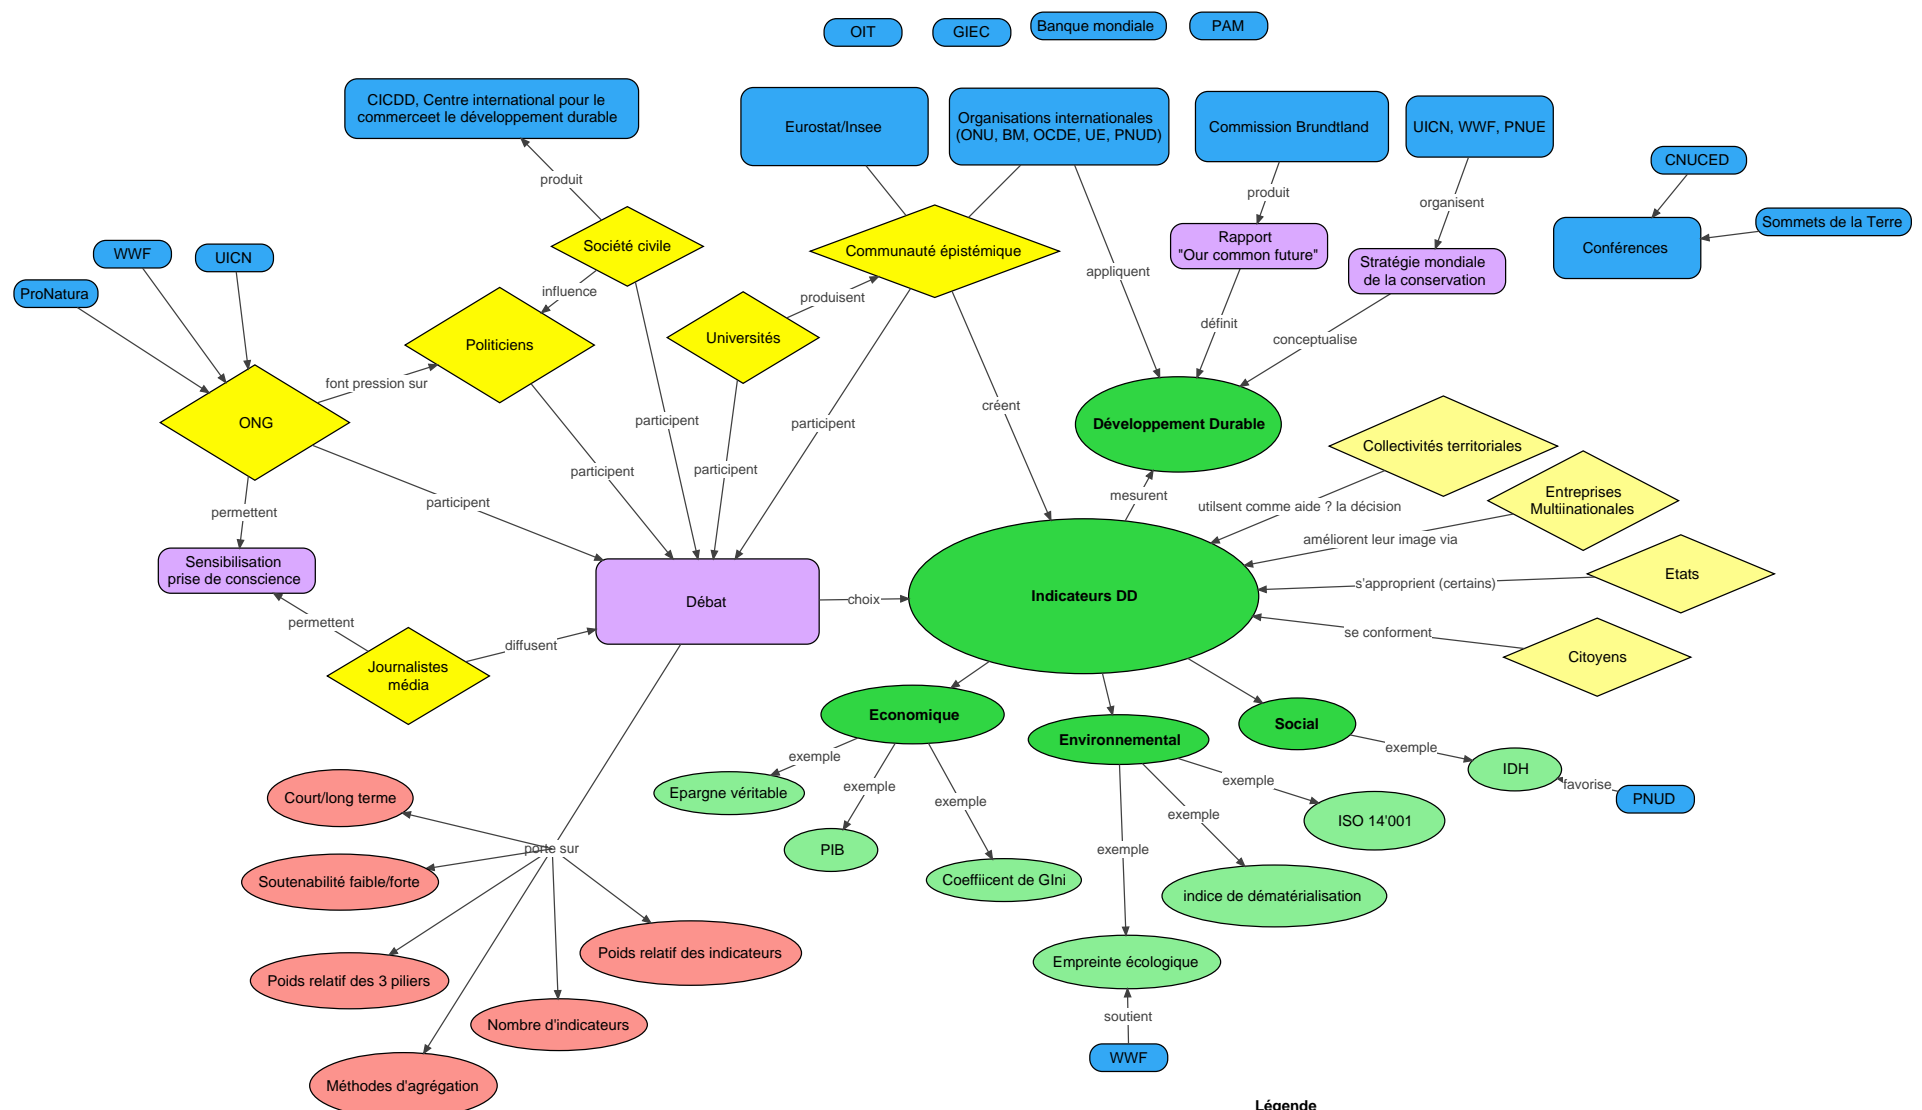 OIT
GIEC
Banque mondiale
PAM
CICDD, Centre international pour le
commerceet le développement durable
Eurostat/Insee
Organisations internationales
(ONU, BM, OCDE, UE, PNUD)
Commission Brundtland
UICN, WWF, PNUE
CNUCED
produit
produit
organisent
Sommets de la Terre
Conférences
Société civile
Communauté épistémique
Rapport
"Our common future"
Stratégie mondiale
de la conservation
WWF
UICN
ProNatura
influence
produisent
appliquent
définit
conceptualise
Politiciens
Universités
font pression sur
ONG
créent
Développement Durable
participent
participent
participent
participent
participent
Collectivités territoriales
mesurent
utilsent comme aide ? la décision
Entreprises
Multiinationales
améliorent leur image via
permettent
Sensibilisation
prise de conscience
Débat
choix
Indicateurs DD
s'approprient (certains)
Etats
se conforment
Citoyens
permettent
diffusent
Journalistes
média
Economique
Environnemental
Social
exemple
exemple
exemple
exemple
exemple
exemple
exemple
favorise
IDH
PNUD
Epargne véritable
PIB
Coeffiicent de GIni
ISO 14'001
indice de dématérialisation
Empreinte écologique
soutient
WWF
porte sur
Court/long terme
Soutenabilité faible/forte
Poids relatif des 3 piliers
Poids relatif des indicateurs
Nombre d'indicateurs
Méthodes d'agrégation
Légende